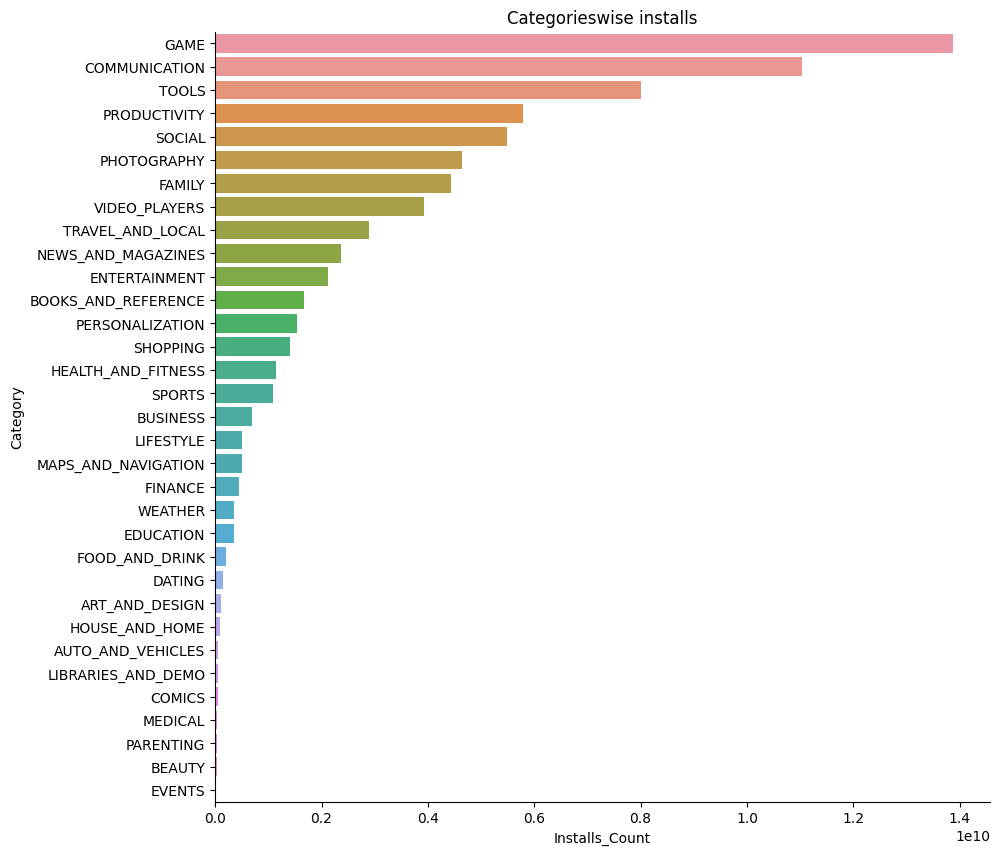 Categorieswise installs
GAME
COMMUNICATION
TOOLS
PRODUCTIVITY
SOCIAL
PHOTOGRAPHY
FAMILY
VIDEO_PLAYERS
TRAVEL_AND_LOCAL
NEWS_AND_MAGAZINES
ENTERTAINMENT
BOOKS_AND_REFERENCE
PERSONALIZATION
SHOPPING
HEALTH_AND_FITNESS
SPORTS
BUSINESS
LIFESTYLE
MAPS_AND_NAVIGATION
FINANCE
WEATHER
EDUCATION
FOOD_AND_DRINK
DATING
ART_AND_DESIGN
HOUSE_AND_HOME
AUTO_AND_VEHICLES
LIBRARIES_AND_DEMO
COMICS
MEDICAL
PARENTING
BEAUTY
EVENTS
Category
0.0 0.2 0.4 0.6 0.8 1.0 1.2 1.4
1e10
Installs_Count